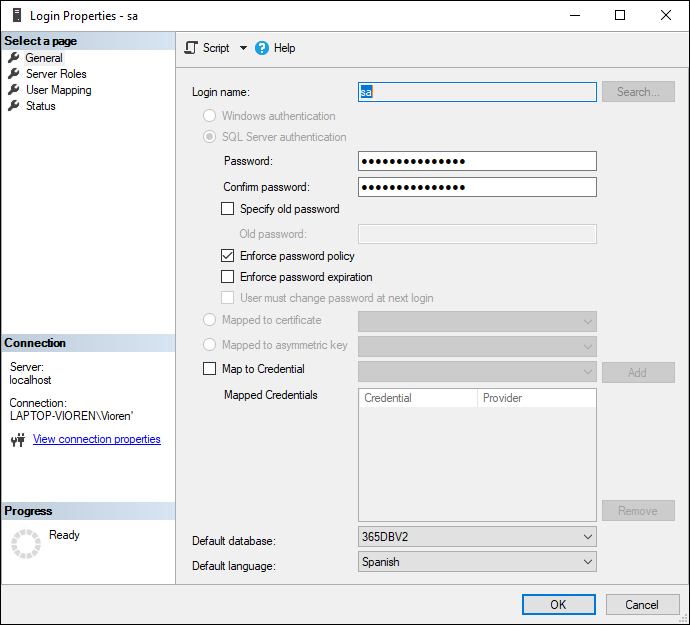 Login Properties - sa
Select a page
General
Server Roles
User Mapping
Status
Connection
Server:
localhost
Connection:
LAPTOP-VIOREN\Vioren'
View connection properties
Progress
Ready
Script
Help
Login name:
sa
Search...
Windows authentication
SQL Server authentication
Password:
●●●●●●●●●●●●●●●
Confirm password:
●●●●●●●●●●●●●●●
Specify old password
Old password:
Enforce password policy
Enforce password expiration
User must change password at next login
Mapped to certificate
Mapped to asymmetric key
Map to Credential
Add
Mapped Credentials
Credential Provider
Remove
Default database: 365DBV2
Default language: Spanish
OK Cancel